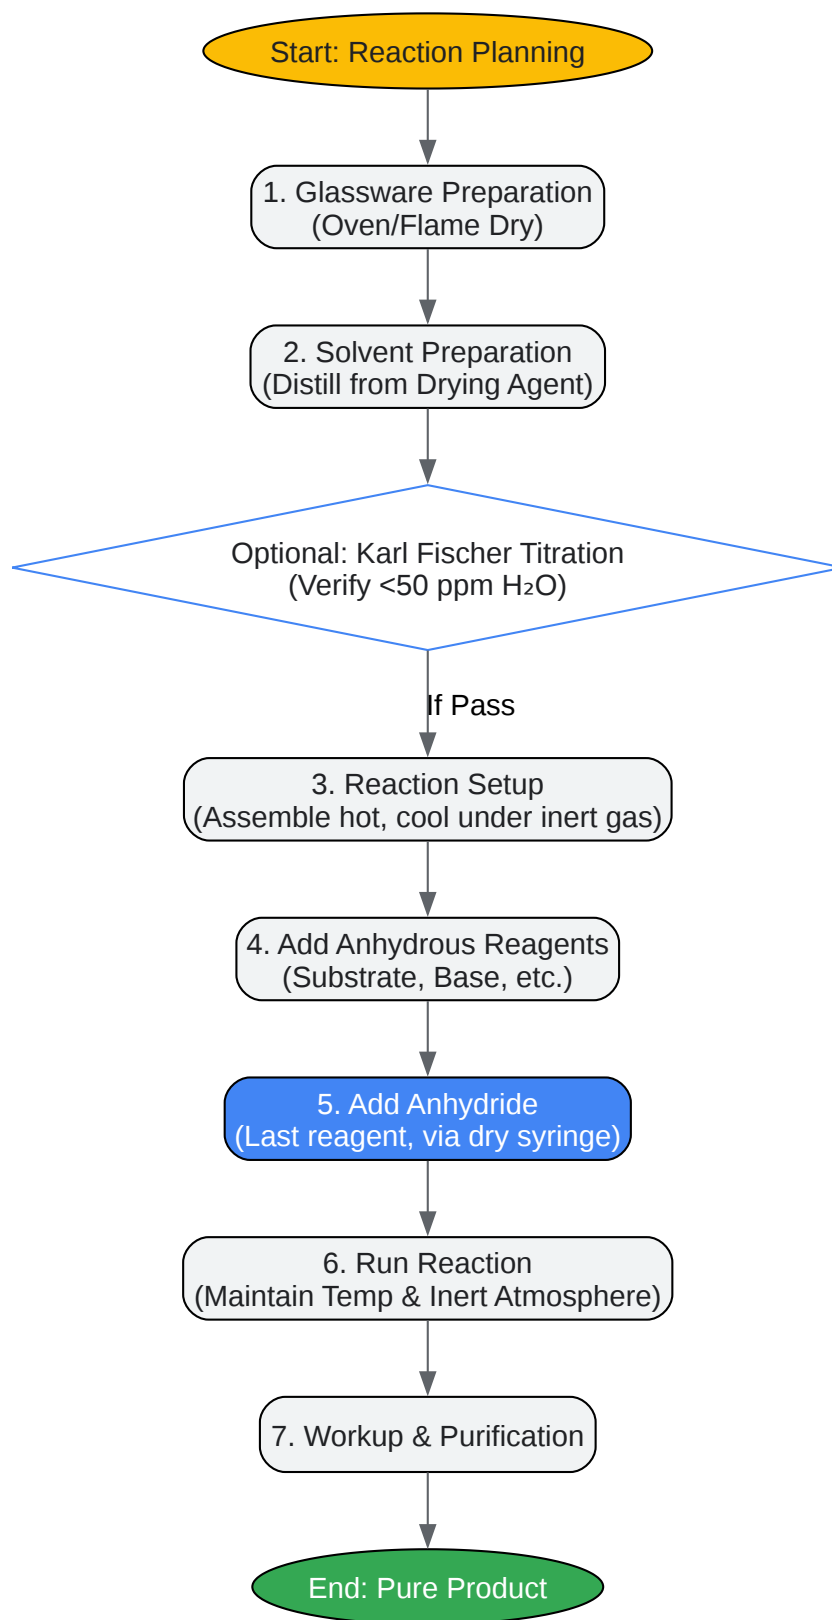 Start: Reaction Planning
1. Glassware Preparation
(Oven/Flame Dry)
2. Solvent Preparation
(Distill from Drying Agent)
Optional: Karl Fischer Titration
(Verify <50 ppm H₂O)
If Pass
3. Reaction Setup
(Assemble hot, cool under inert gas)
4. Add Anhydrous Reagents
(Substrate, Base, etc.)
5. Add Anhydride
(Last reagent, via dry syringe)
6. Run Reaction
(Maintain Temp & Inert Atmosphere)
7. Workup & Purification
End: Pure Product